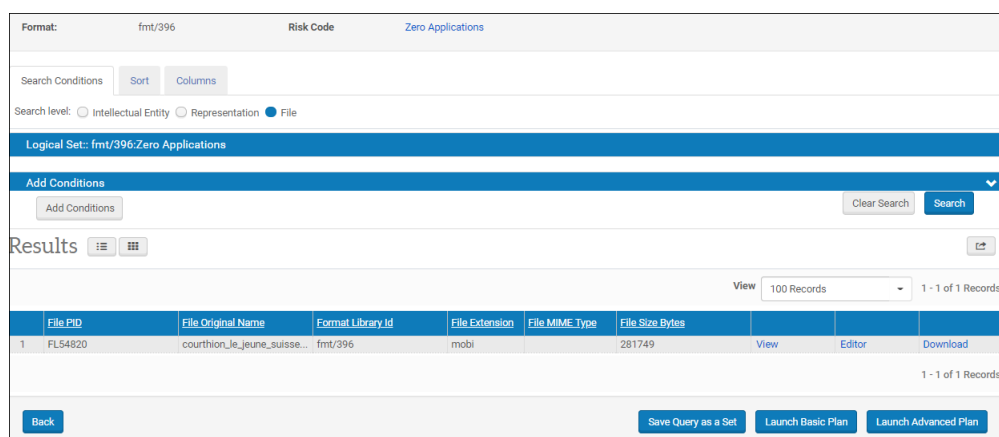 Format: fmt/396 Risk Code Zero Applications
Search Conditions Sort Columns
Search level: Intellectual Entity Representation File
Logical Set:: fmt/396:Zero Applications
Add Conditions
Add Conditions Clear Search Search
Results
View 100 Records 1 - 1 of 1 Records
File PID File Original Name Format Library Id File Extension File MIME Type File Size Bytes
1 FL54820 courthion_le_jeune_suisse... fmt/396 mobi 281749 View Editor Download
1 - 1 of 1 Records
Back Save Query as a Set Launch Basic Plan Launch Advanced Plan